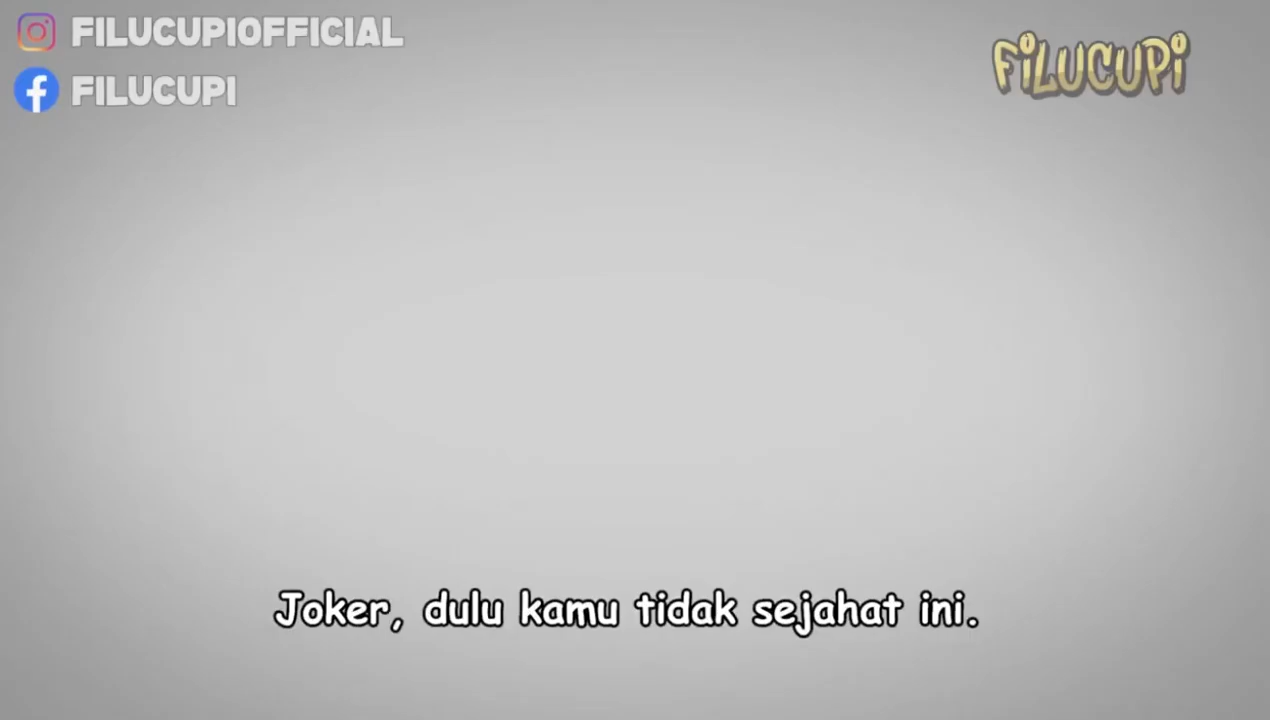 FILUCUPIOFFICIAL
FILUCUPI
FiLUCUPi
Joker, dulu kamu tidak sejahat ini.